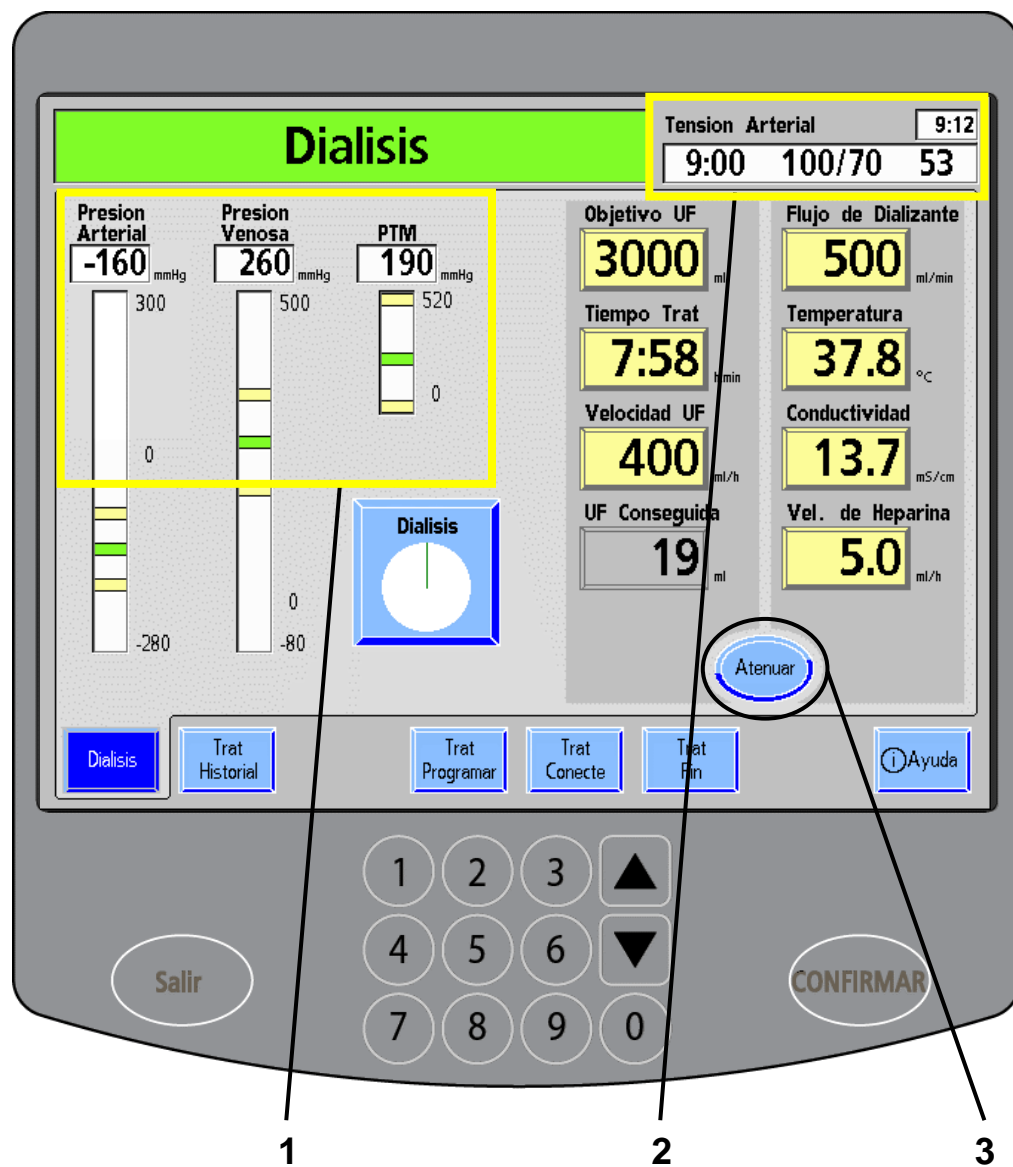 Dialisis
Tension Arterial 9:12
9:00 100/70 53
Presion
Arterial
-160 mmHg
300
0
-280
Presion
Venosa
260 mmHg
500
0
-80
PTM
190 mmHg
520
0
Dialisis
Objetivo UF
3000 ml
Tiempo Trat
7:58 h:min
Velocidad UF
400 ml/h
UF Conseguida
19 ml
Flujo de Dializante
500 ml/min
Temperatura
37.8 °C
Conductividad
13.7 mS/cm
Vel. de Heparina
5.0 ml/h
Atenuar
Dialisis
Trat
Historial
Trat
Programar
Trat
Conecte
Trat
Fin
i Ayuda
1 2 3
4 5 6
7 8 9 0
Salir
CONFIRMAR
1 2 3